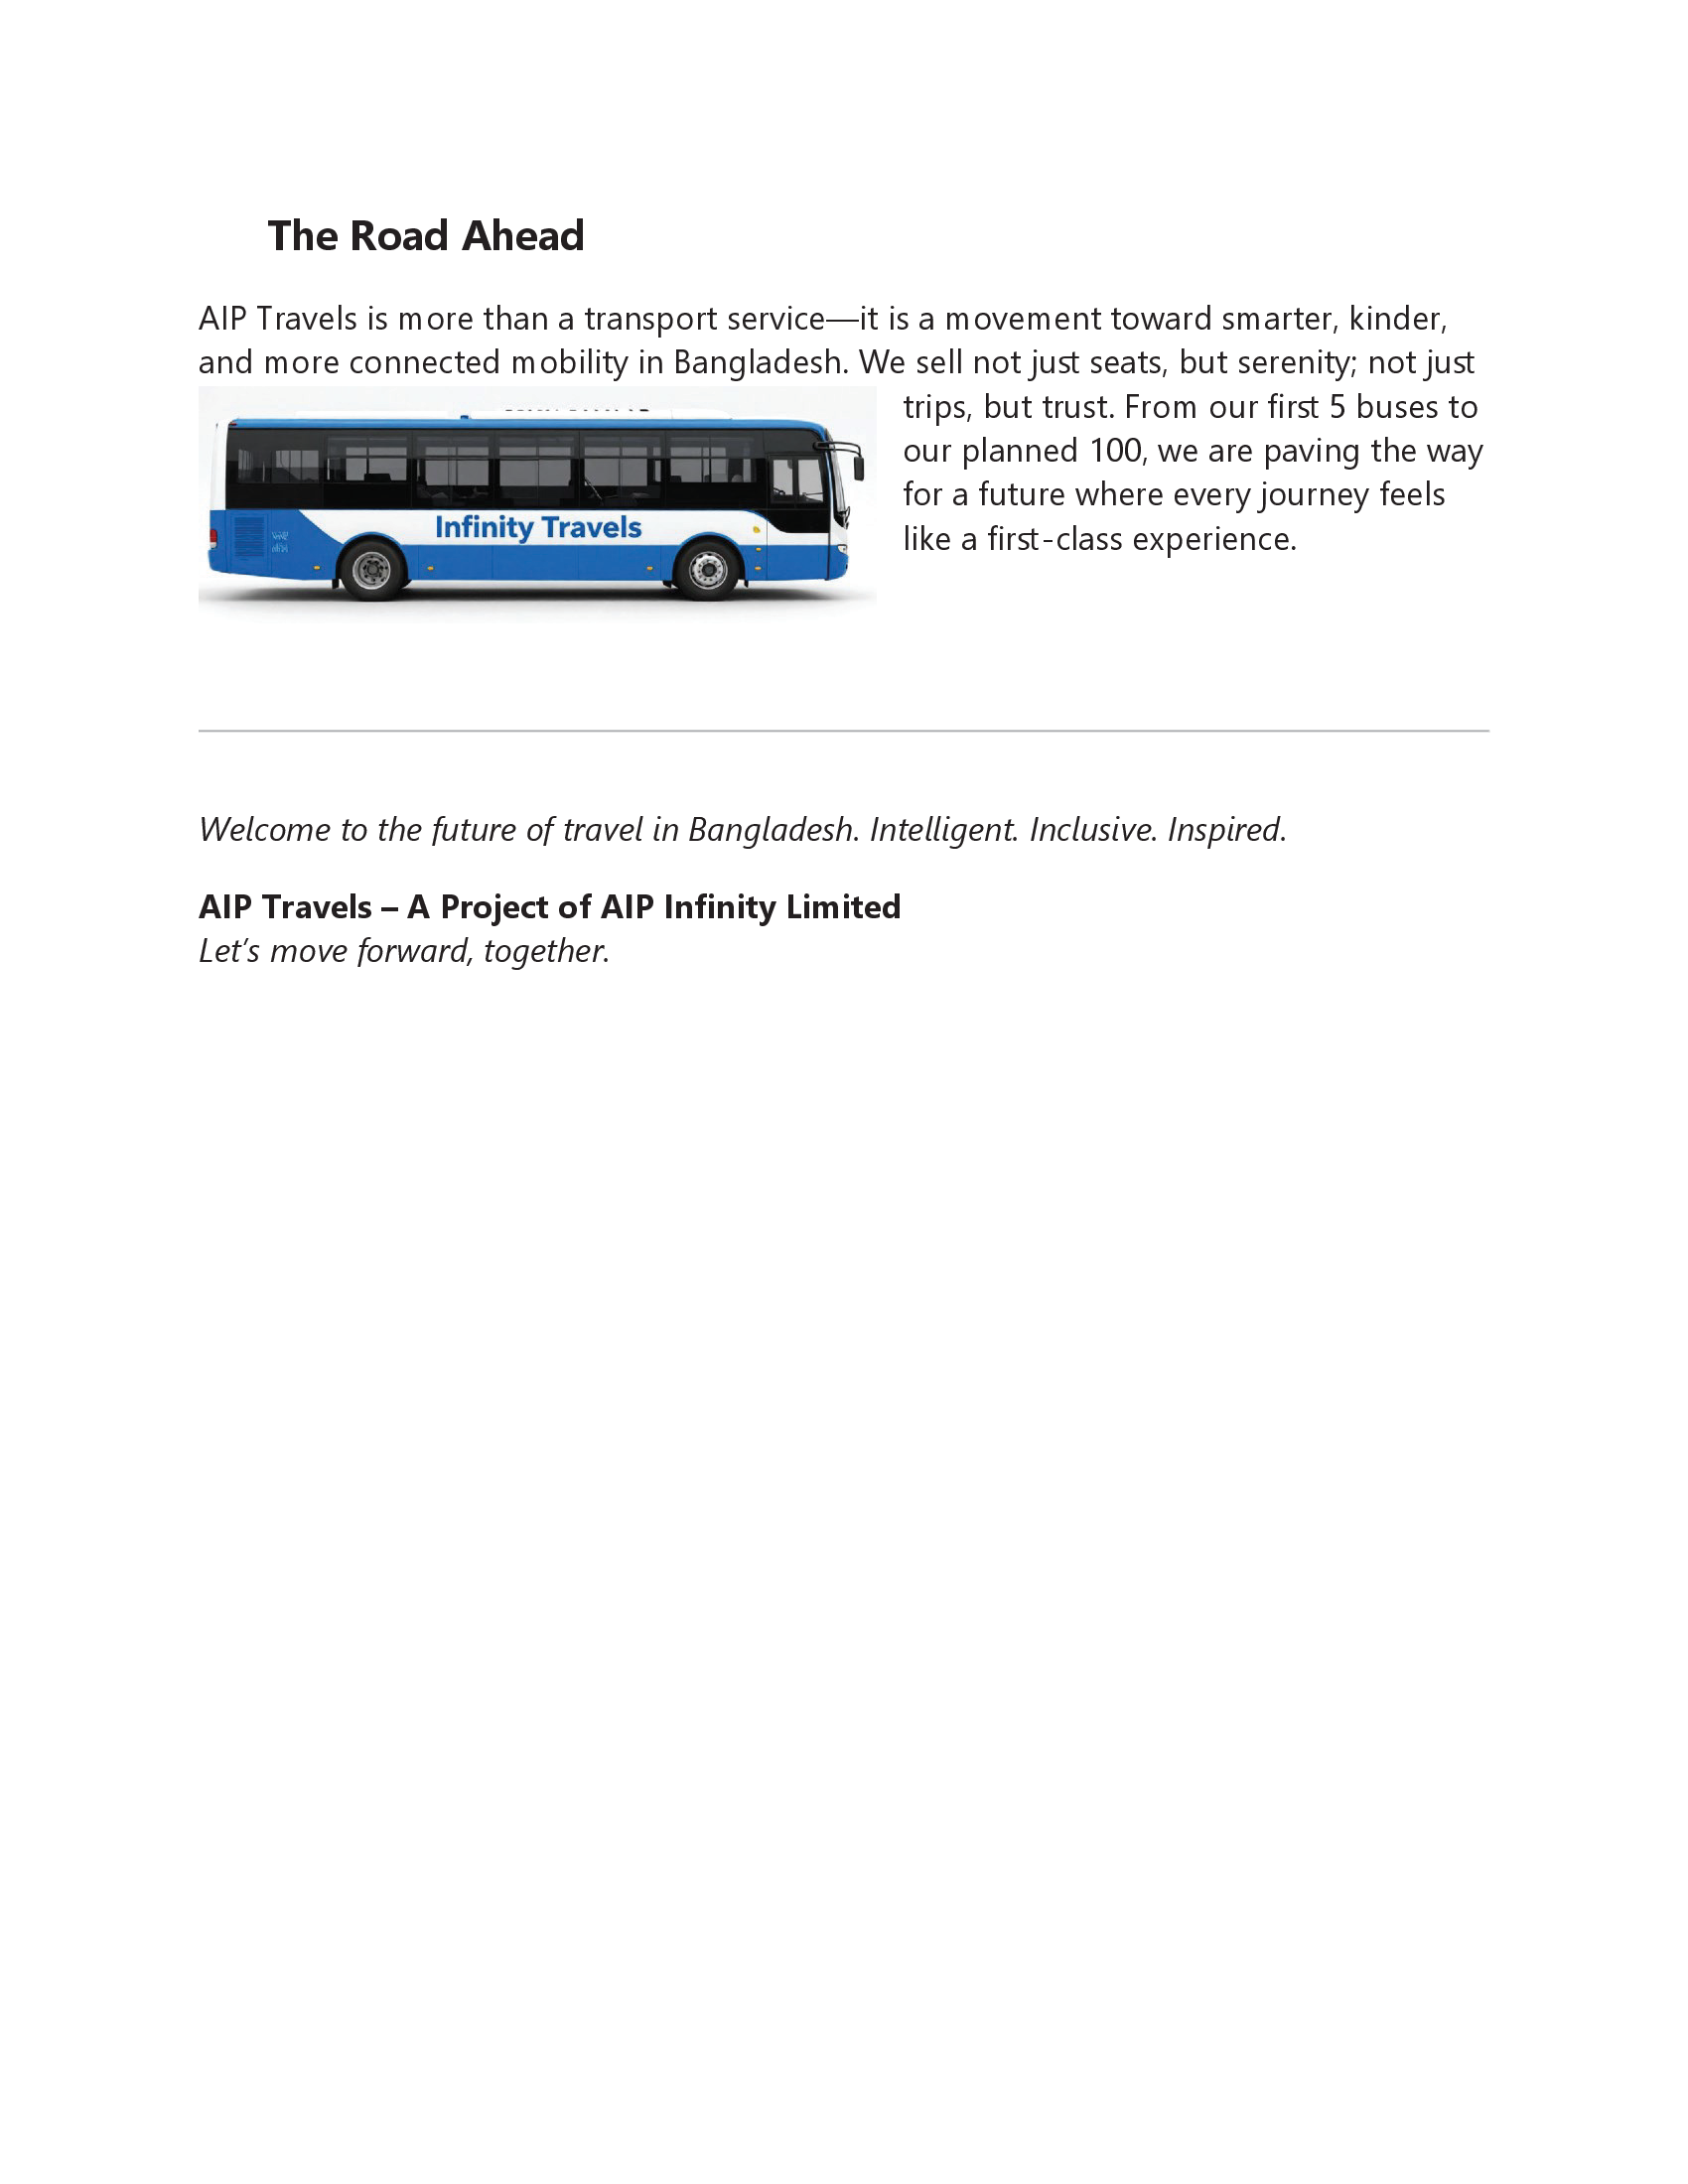 The Road Ahead
AIP Travels is more than a transport service—it is a movement toward smarter, kinder,
and more connected mobility in Bangladesh. We sell not just seats, but serenity; not just
trips, but trust. From our first 5 buses to
our planned 100, we are paving the way
for a future where every journey feels
like a first-class experience.
Infinity Travels
Welcome to the future of travel in Bangladesh. Intelligent. Inclusive. Inspired.
AIP Travels – A Project of AIP Infinity Limited
Let's move forward, together.